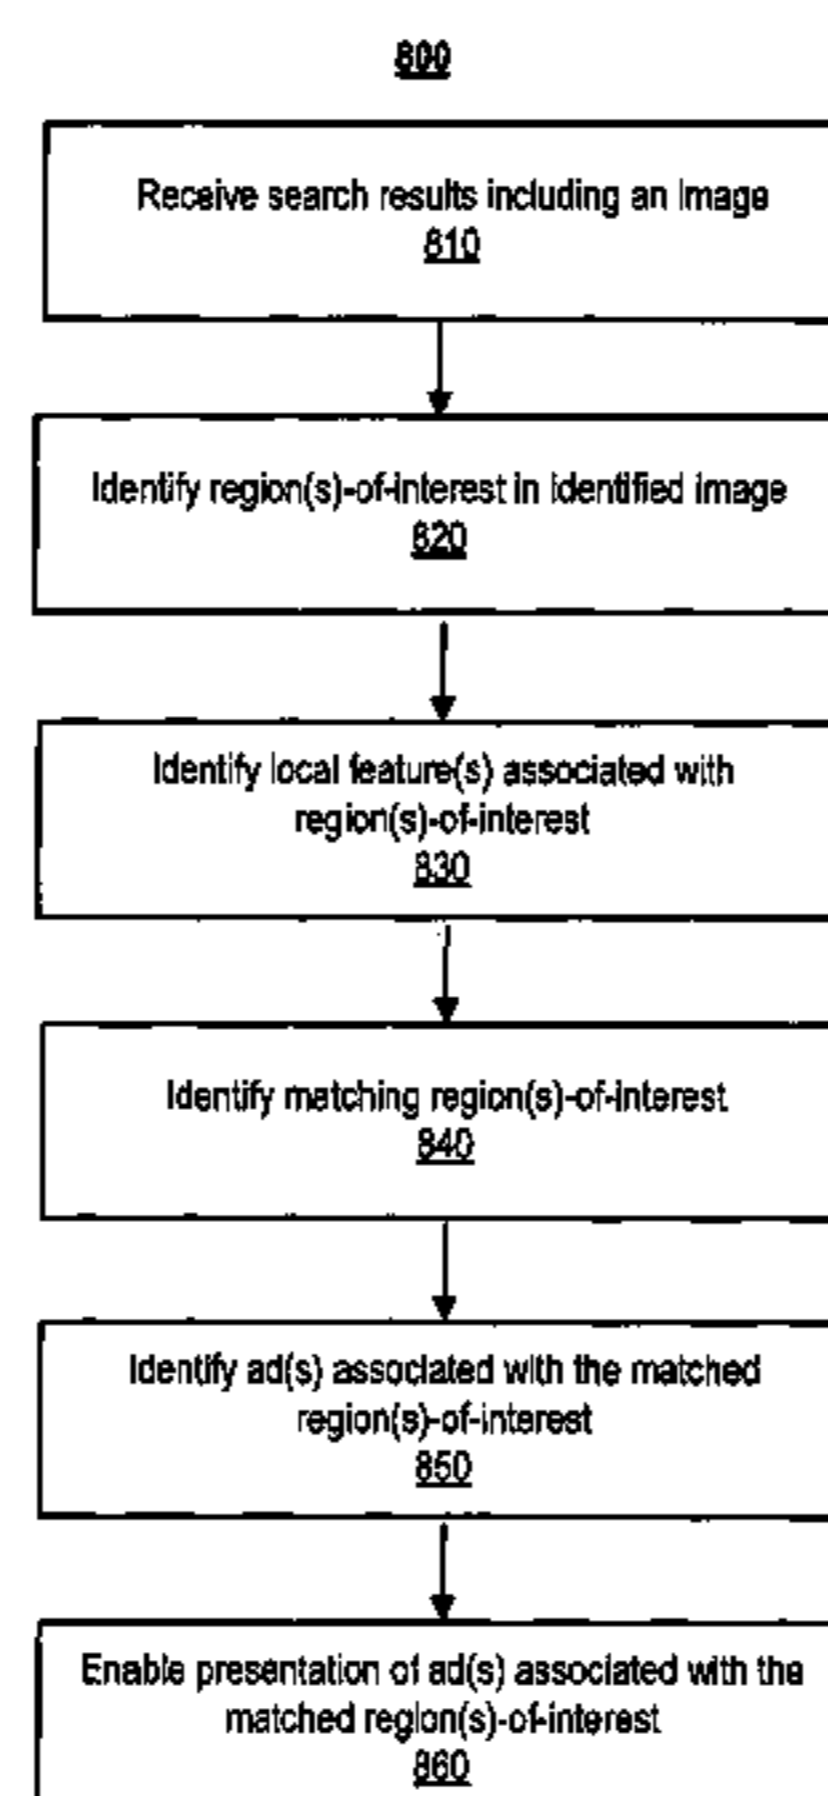 800
Receive search results including an image
810
Identify region(s)-of-interest in identified image
820
Identify local feature(s) associated with
region(s)-of-interest
830
Identify matching region(s)-of-interest
840
Identify ad(s) associated with the matched
region(s)-of-interest
850
Enable presentation of ad(s) associated with the
matched region(s)-of-interest
860